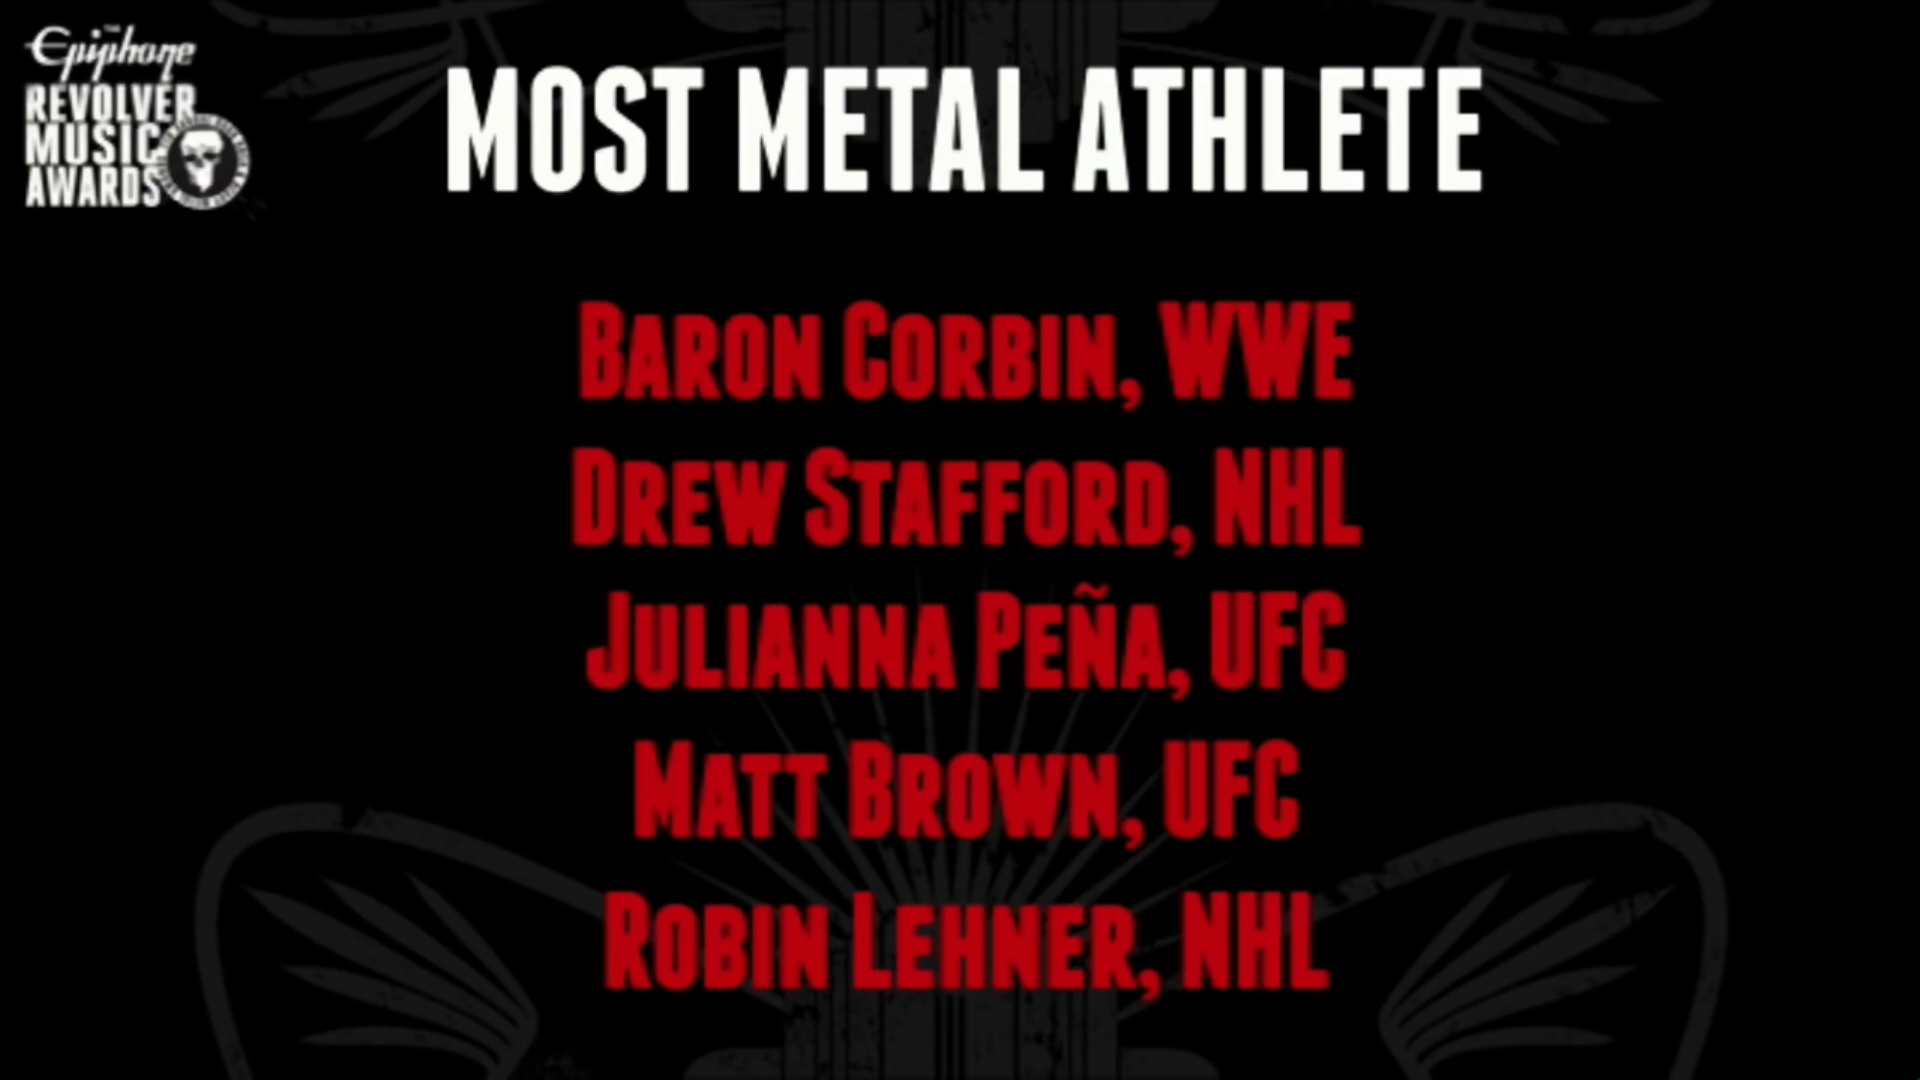 THE
Epiphone
REVOLVER
MUSIC
AWARDS
MOST METAL ATHLETE
BARON CORBIN, WWE
DREW STAFFORD, NHL
JULIANNA PEÑA, UFC
MATT BROWN, UFC
ROBIN LEHNER, NHL